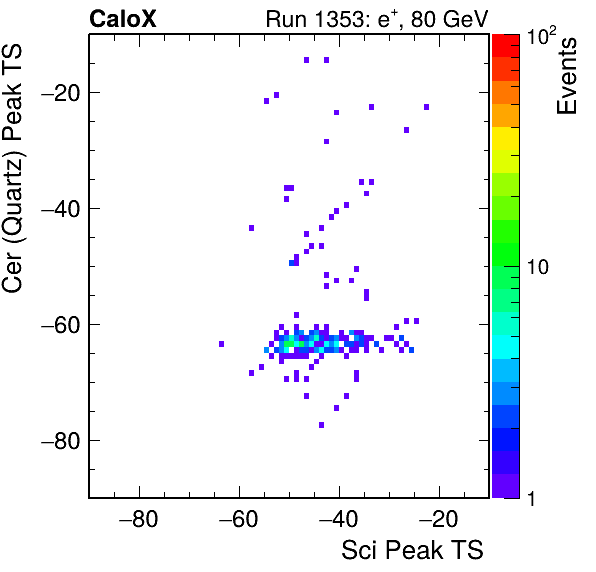 CaloX Run 1353: e⁺, 80 GeV
Cer (Quartz) Peak TS
−20
−40
−60
−80
−80 −60 −40 −20
Sci Peak TS
10²
10
1
Events